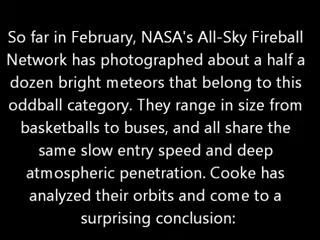 So far in February, NASA's All-Sky Fireball
Network has photographed about a half a
dozen bright meteors that belong to this
oddball category. They range in size from
basketballs to buses, and all share the
same slow entry speed and deep
atmospheric penetration. Cooke has
analyzed their orbits and come to a
surprising conclusion: